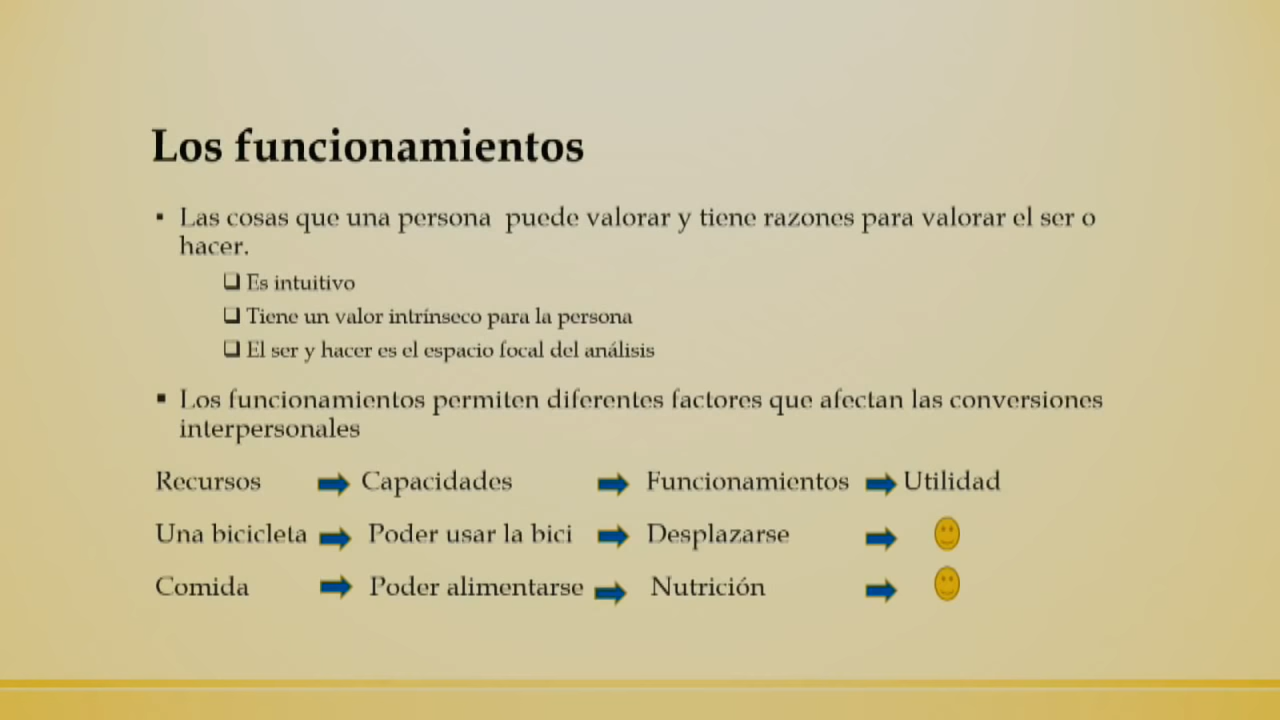 Los funcionamientos
Las cosas que una persona puede valorar y tiene razones para valorar el ser o
hacer.
Es intuitivo
Tiene un valor intrínseco para la persona
El ser y hacer es el espacio focal del análisis
Los funcionamientos permiten diferentes factores que afectan las conversiones
interpersonales
Recursos Capacidades Funcionamientos Utilidad
Una bicicleta Poder usar la bici Desplazarse
Comida Poder alimentarse Nutrición